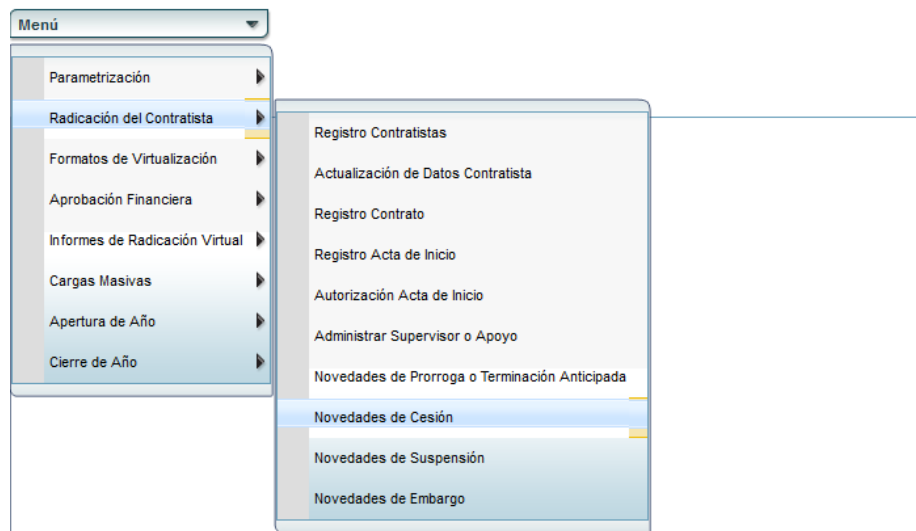 Menú
Parametrización
Radicación del Contratista
Formatos de Virtualización
Aprobación Financiera
Informes de Radicación Virtual
Cargas Masivas
Apertura de Año
Cierre de Año
Registro Contratistas
Actualización de Datos Contratista
Registro Contrato
Registro Acta de Inicio
Autorización Acta de Inicio
Administrar Supervisor o Apoyo
Novedades de Prorroga o Terminación Anticipada
Novedades de Cesión
Novedades de Suspensión
Novedades de Embargo